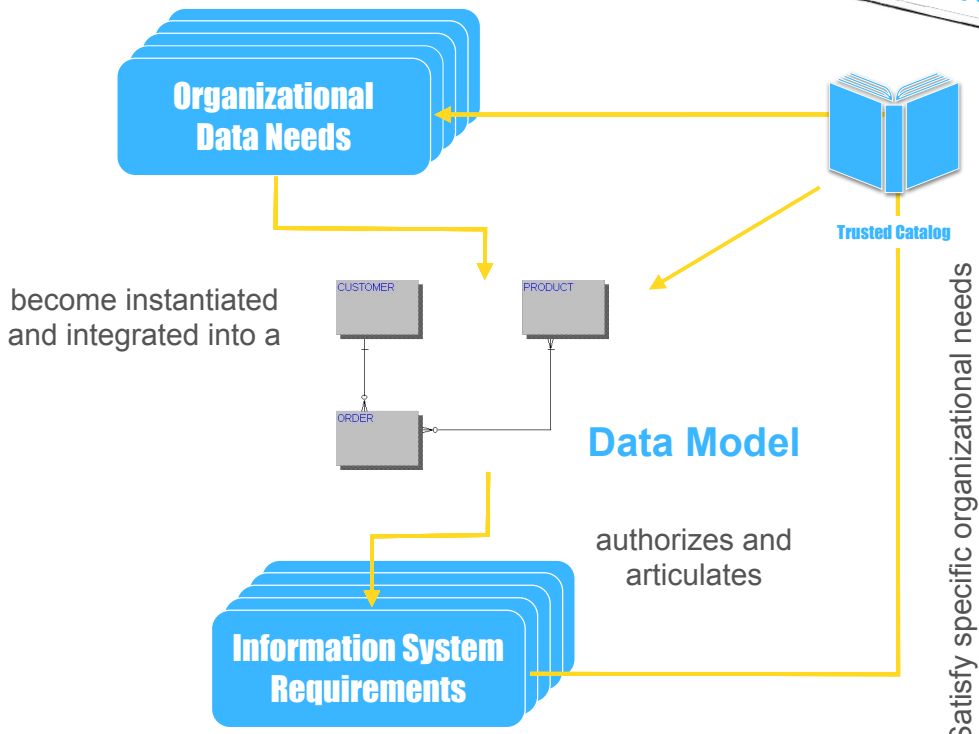 Organizational
Data Needs
Trusted Catalog
become instantiated
and integrated into a
CUSTOMER
PRODUCT
ORDER
Data Model
authorizes and
articulates
Information System
Requirements
Satisfy specific organizational needs